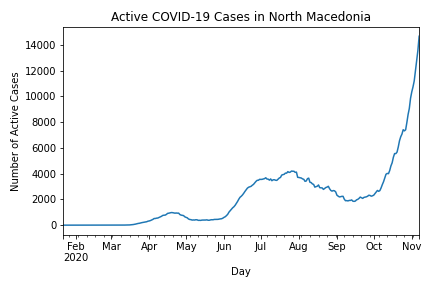 Active COVID-19 Cases in North Macedonia
Number of Active Cases
14000
12000
10000
8000
6000
4000
2000
0
Feb Mar Apr May Jun Jul Aug Sep Oct Nov
2020
Day